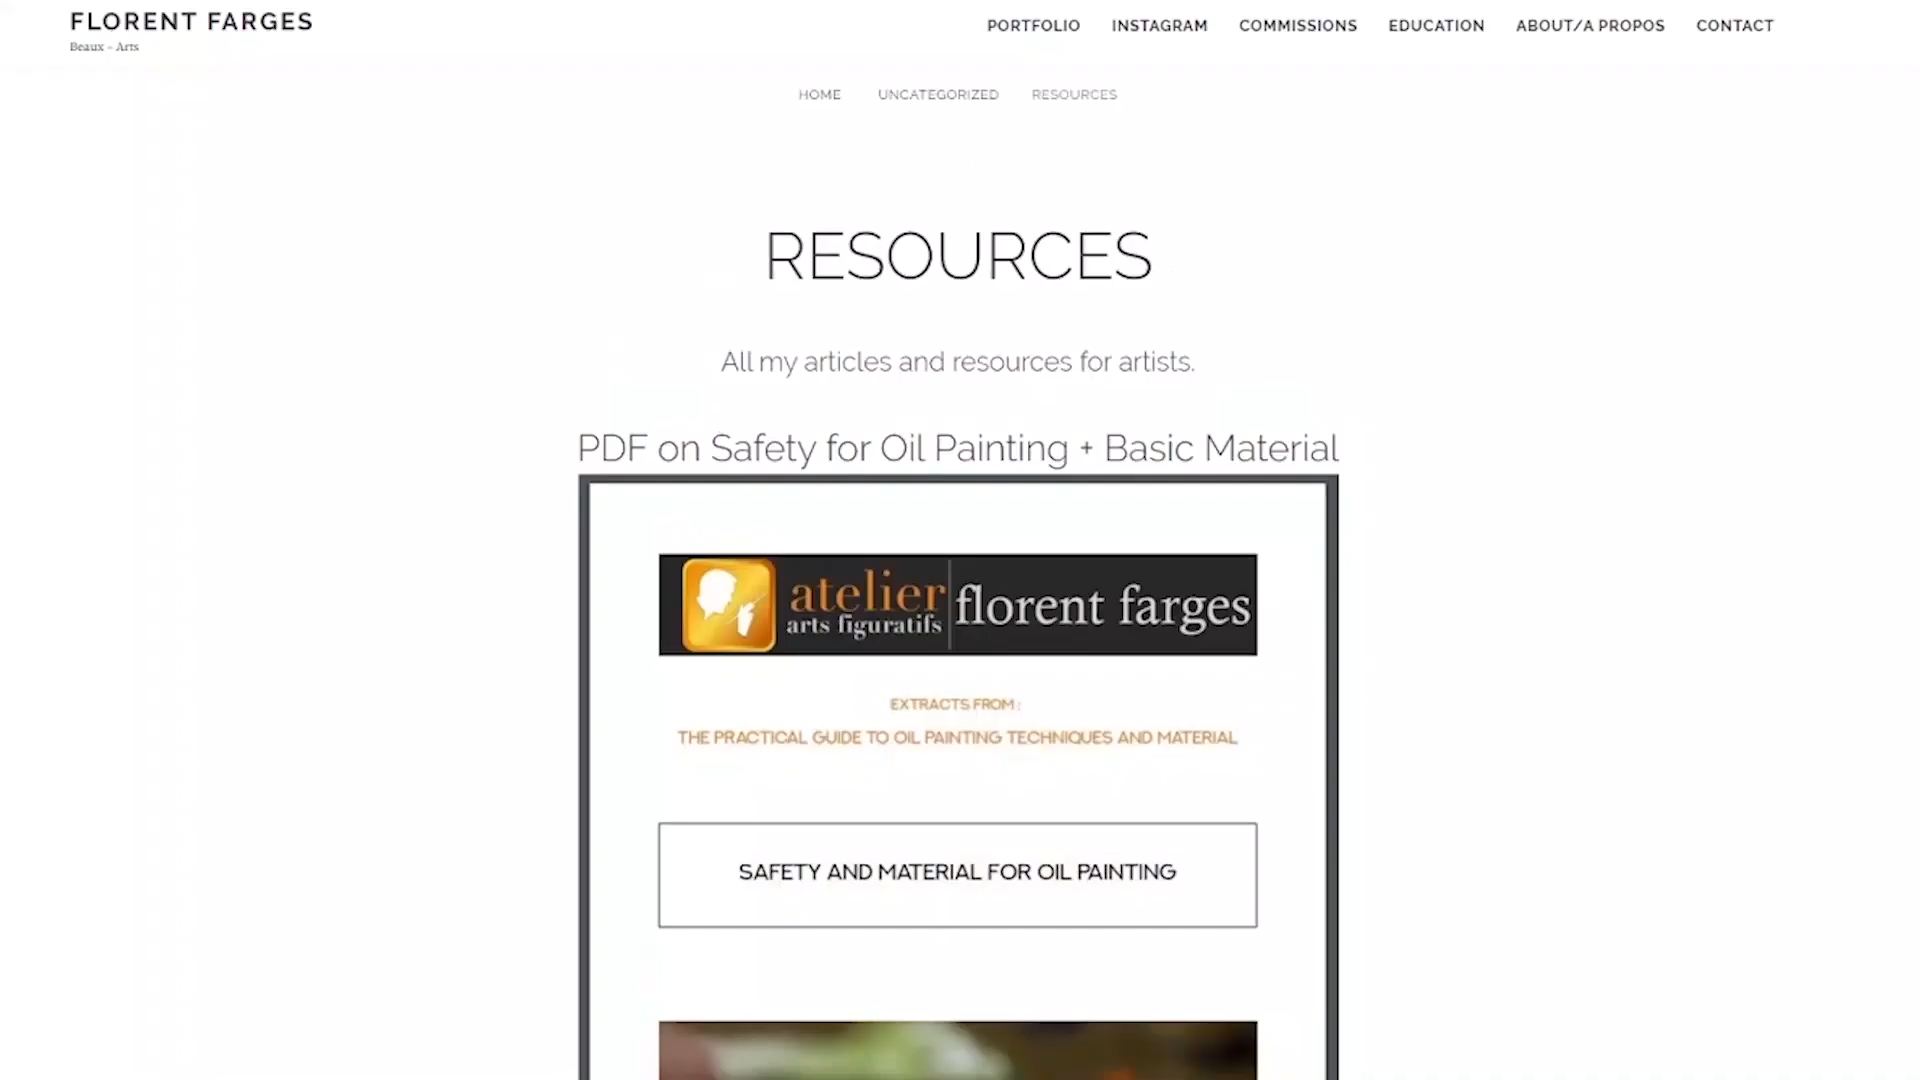 FLORENT FARGES
Beaux – Arts
PORTFOLIO INSTAGRAM COMMISSIONS EDUCATION ABOUT/A PROPOS CONTACT
HOME UNCATEGORIZED RESOURCES
RESOURCES
All my articles and resources for artists.
PDF on Safety for Oil Painting + Basic Material
atelier
arts figuratifs
florent farges
EXTRACTS FROM :
THE PRACTICAL GUIDE TO OIL PAINTING TECHNIQUES AND MATERIAL
SAFETY AND MATERIAL FOR OIL PAINTING